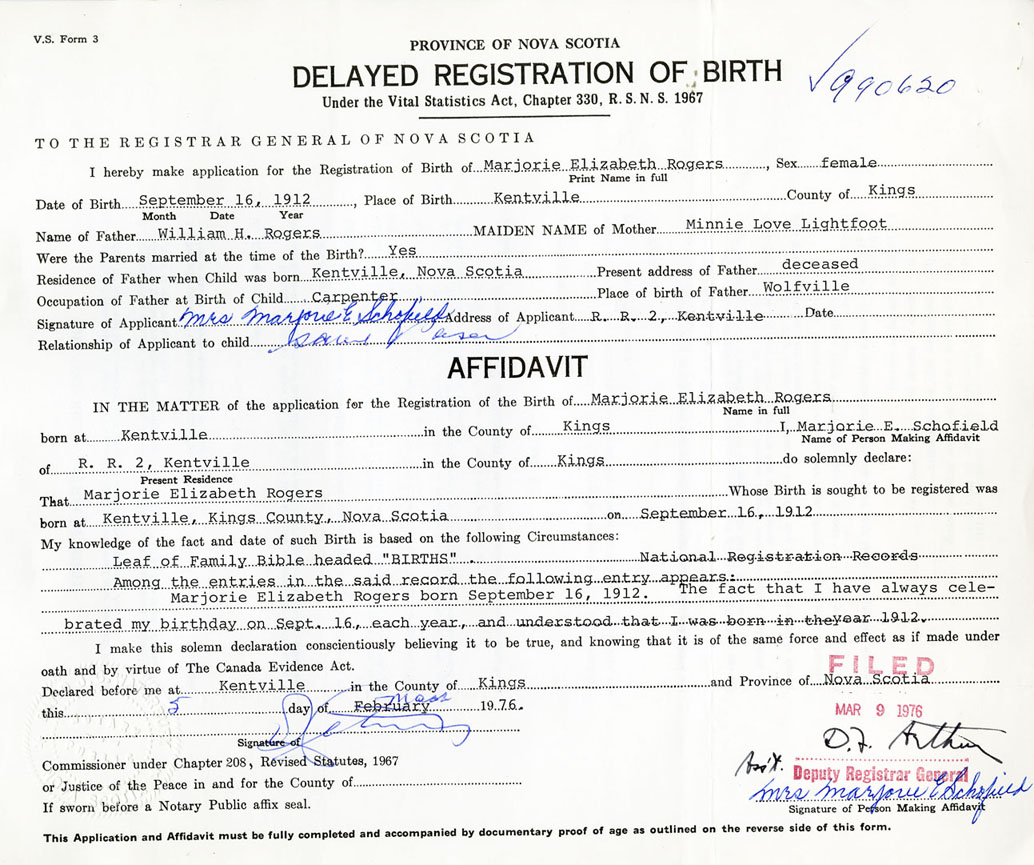 V.S. Form 3
PROVINCE OF NOVA SCOTIA
DELAYED REGISTRATION OF BIRTH
990620
Under the Vital Statistics Act, Chapter 330, R.S.N.S. 1967
TO THE REGISTRAR GENERAL OF NOVA SCOTIA
I hereby make application for the Registration of Birth of Marjorie Elizabeth Rogers, Sex female
Print Name in full
Date of Birth September 16, 1912, Place of Birth Kentville County of Kings
Month Date Year
Name of Father William H. Rogers MAIDEN NAME of Mother Minnie Love Lightfoot
Were the Parents married at the time of the Birth? Yes
Residence of Father when Child was born Kentville, Nova Scotia Present address of Father deceased
Occupation of Father at Birth of Child Carpenter Place of birth of Father Wolfville
Signature of Applicant Mrs Marjorie E Schofield Address of Applicant R. R. 2, Kentville Date
Relationship of Applicant to child
AFFIDAVIT
IN THE MATTER of the application for the Registration of the Birth of Marjorie Elizabeth Rogers
Name in full
born at Kentville in the County of Kings I, Marjorie E. Schofield
Name of Person Making Affidavit
of R. R. 2, Kentville in the County of Kings do solemnly declare:
Present Residence
That Marjorie Elizabeth Rogers Whose Birth is sought to be registered was
born at Kentville, Kings County, Nova Scotia on September 16, 1912
My knowledge of the fact and date of such Birth is based on the following Circumstances:
Leaf of Family Bible headed "BIRTHS". National Registration Records
Among the entries in the said record the following entry appears:
Marjorie Elizabeth Rogers born September 16, 1912. The fact that I have always cele-
brated my birthday on Sept. 16, each year, and understood that I was born in theyear 1912.
I make this solemn declaration conscientiously believing it to be true, and knowing that it is of the same force and effect as if made under
oath and by virtue of The Canada Evidence Act.
FILED
Declared before me at Kentville in the County of Kings and Province of Nova Scotia
this 5 day of February 1976.
MAR 9 1976
D.F. Arthur
Signature of
Commissioner under Chapter 208, Revised Statutes, 1967
Ass't. Deputy Registrar General
or Justice of the Peace in and for the County of
Mrs Marjorie E Schofield
If sworn before a Notary Public affix seal.
Signature of Person Making Affidavit
This Application and Affidavit must be fully completed and accompanied by documentary proof of age as outlined on the reverse side of this form.